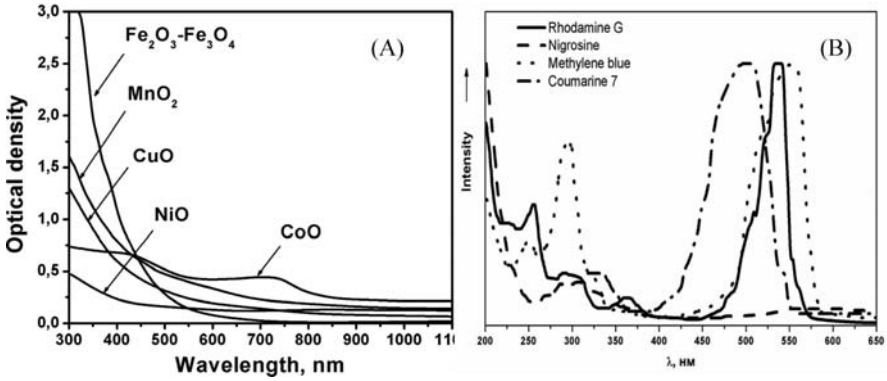 (A)
Fe₂O₃-Fe₃O₄
MnO₂
CuO
NiO
CoO
Optical density
3,0
2,5
2,0
1,5
1,0
0,5
0,0
300 400 500 600 700 800 900 1000 1100
Wavelength, nm
(B)
Rhodamine G
Nigrosine
Methylene blue
Coumarine 7
Intensity
200 250 300 350 400 450 500 550 600 650
λ, нм